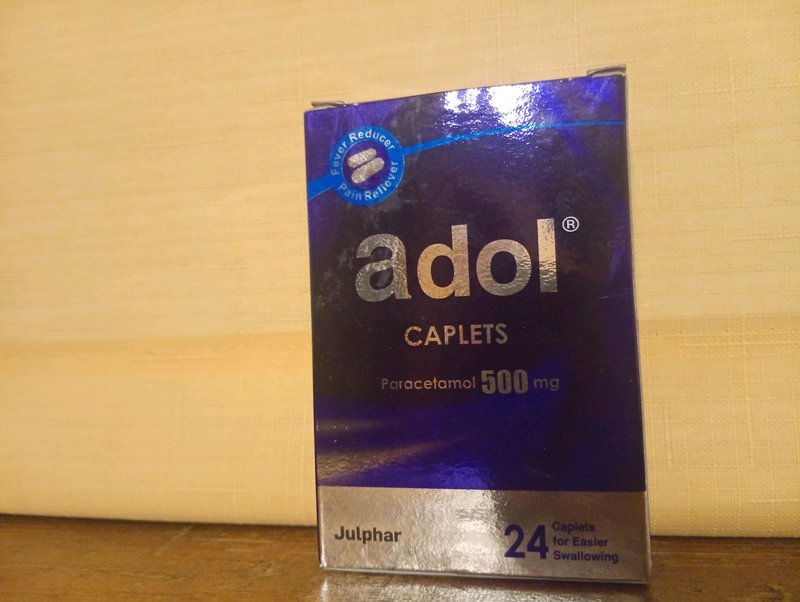 Fever Reducer
Pain Reliever
adol®
CAPLETS
Paracetamol 500 mg
Julphar
24 Caplets
for Easier
Swallowing